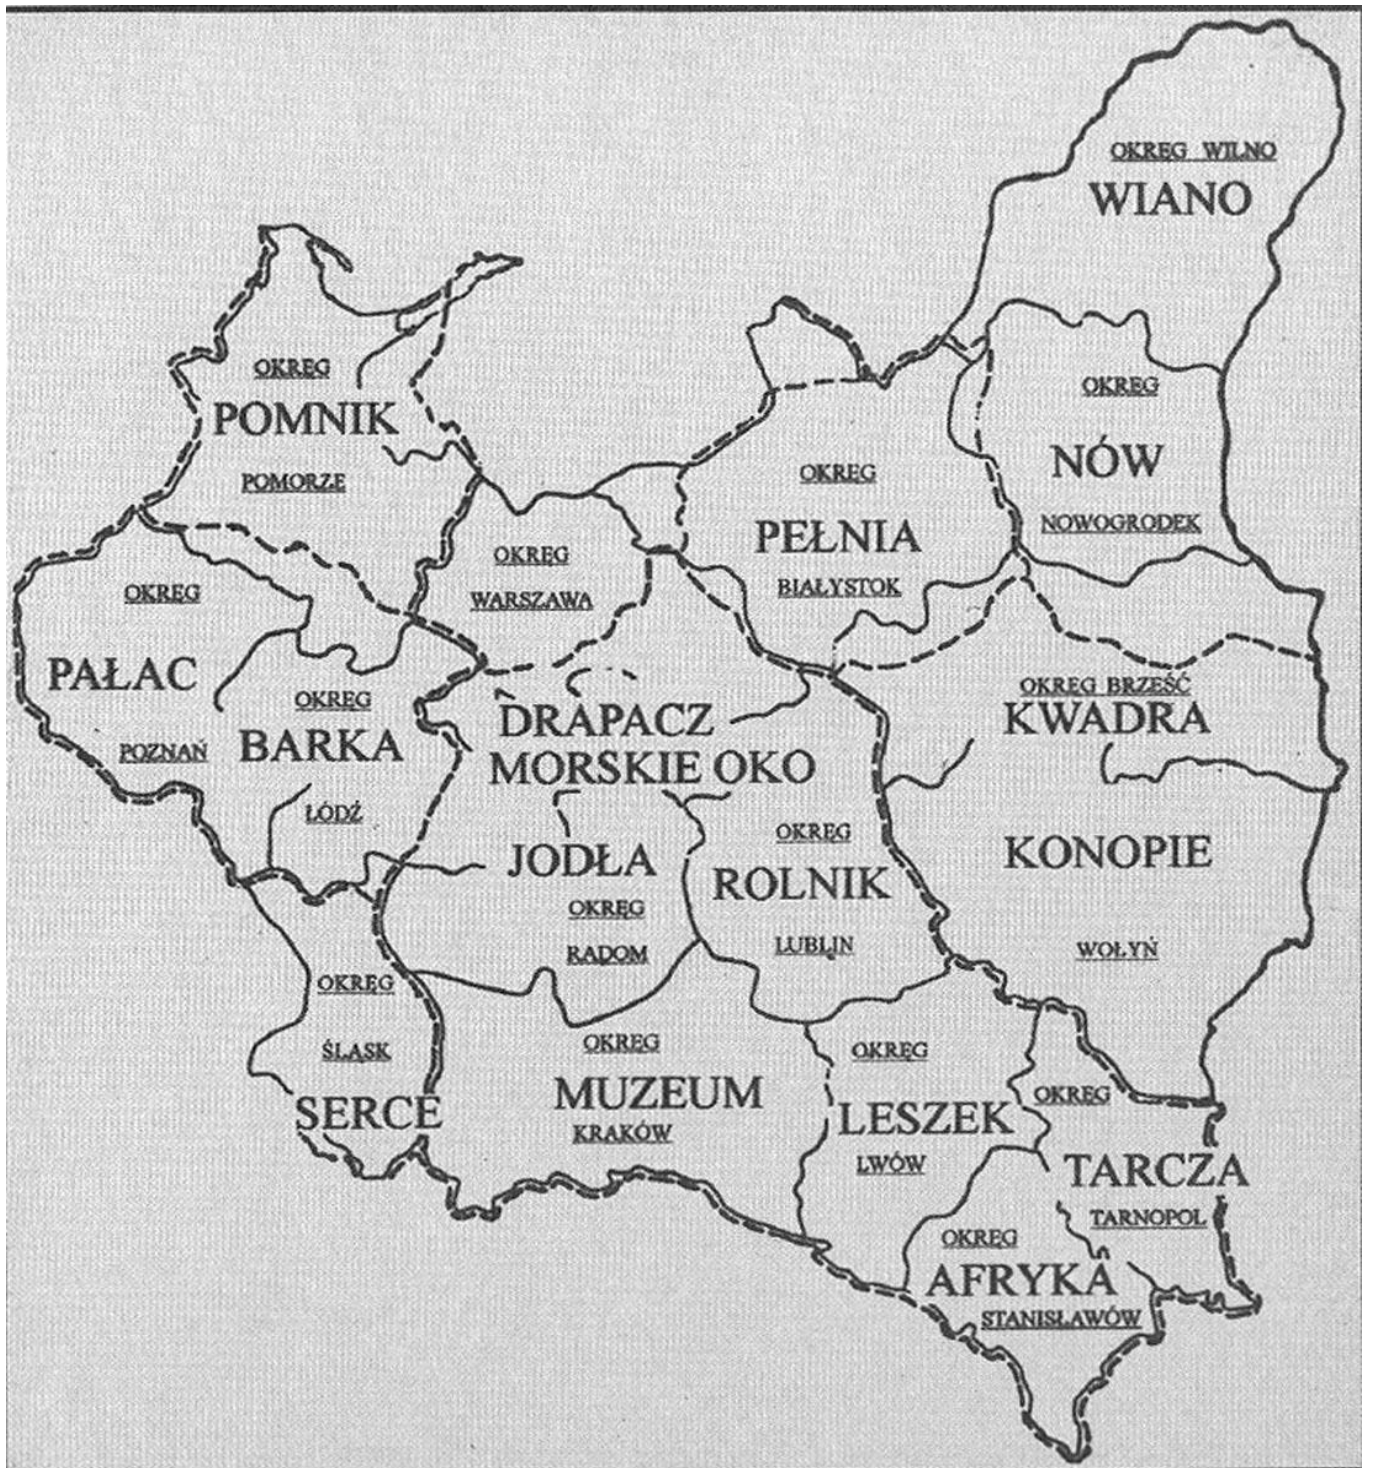 OKRĘG WILNO
WIANO
OKRĘG
POMNIK
POMORZE
OKRĘG
NÓW
NOWOGRODEK
OKRĘG
PEŁNIA
BIAŁYSTOK
OKRĘG
WARSZAWA
OKRĘG
PAŁAC
POZNAŃ
OKRĘG
BARKA
ŁÓDŹ
DRAPACZ
MORSKIE OKO
OKRĘG BRZEŚĆ
KWADRA
JODŁA
OKRĘG
RADOM
OKRĘG
ROLNIK
LUBLIN
KONOPIE
WOŁYŃ
OKRĘG
ŚLĄSK
SERCE
OKRĘG
MUZEUM
KRAKÓW
OKRĘG
LESZEK
LWÓW
OKRĘG
TARCZA
TARNOPOL
OKRĘG
AFRYKA
STANISŁAWÓW